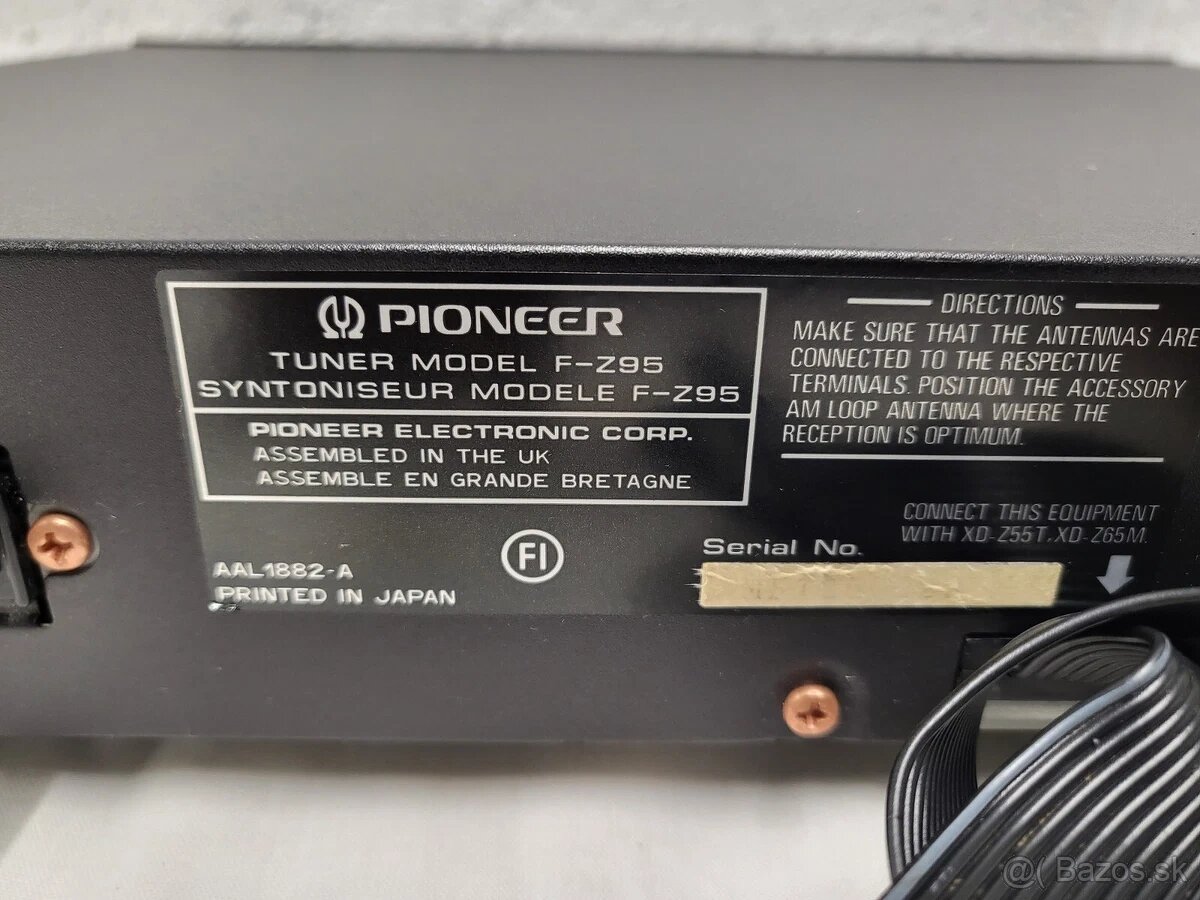 PIONEER
TUNER MODEL F-Z95
SYNTONISEUR MODELE F-Z95
PIONEER ELECTRONIC CORP.
ASSEMBLED IN THE UK
ASSEMBLE EN GRANDE BRETAGNE
FI
AAL1882-A
PRINTED IN JAPAN
DIRECTIONS
MAKE SURE THAT THE ANTENNAS ARE
CONNECTED TO THE RESPECTIVE
TERMINALS. POSITION THE ACCESSORY
AM LOOP ANTENNA WHERE THE
RECEPTION IS OPTIMUM.
CONNECT THIS EQUIPMENT
WITH XD-Z55T, XD-Z65M.
Serial No.
@( Bazos.sk